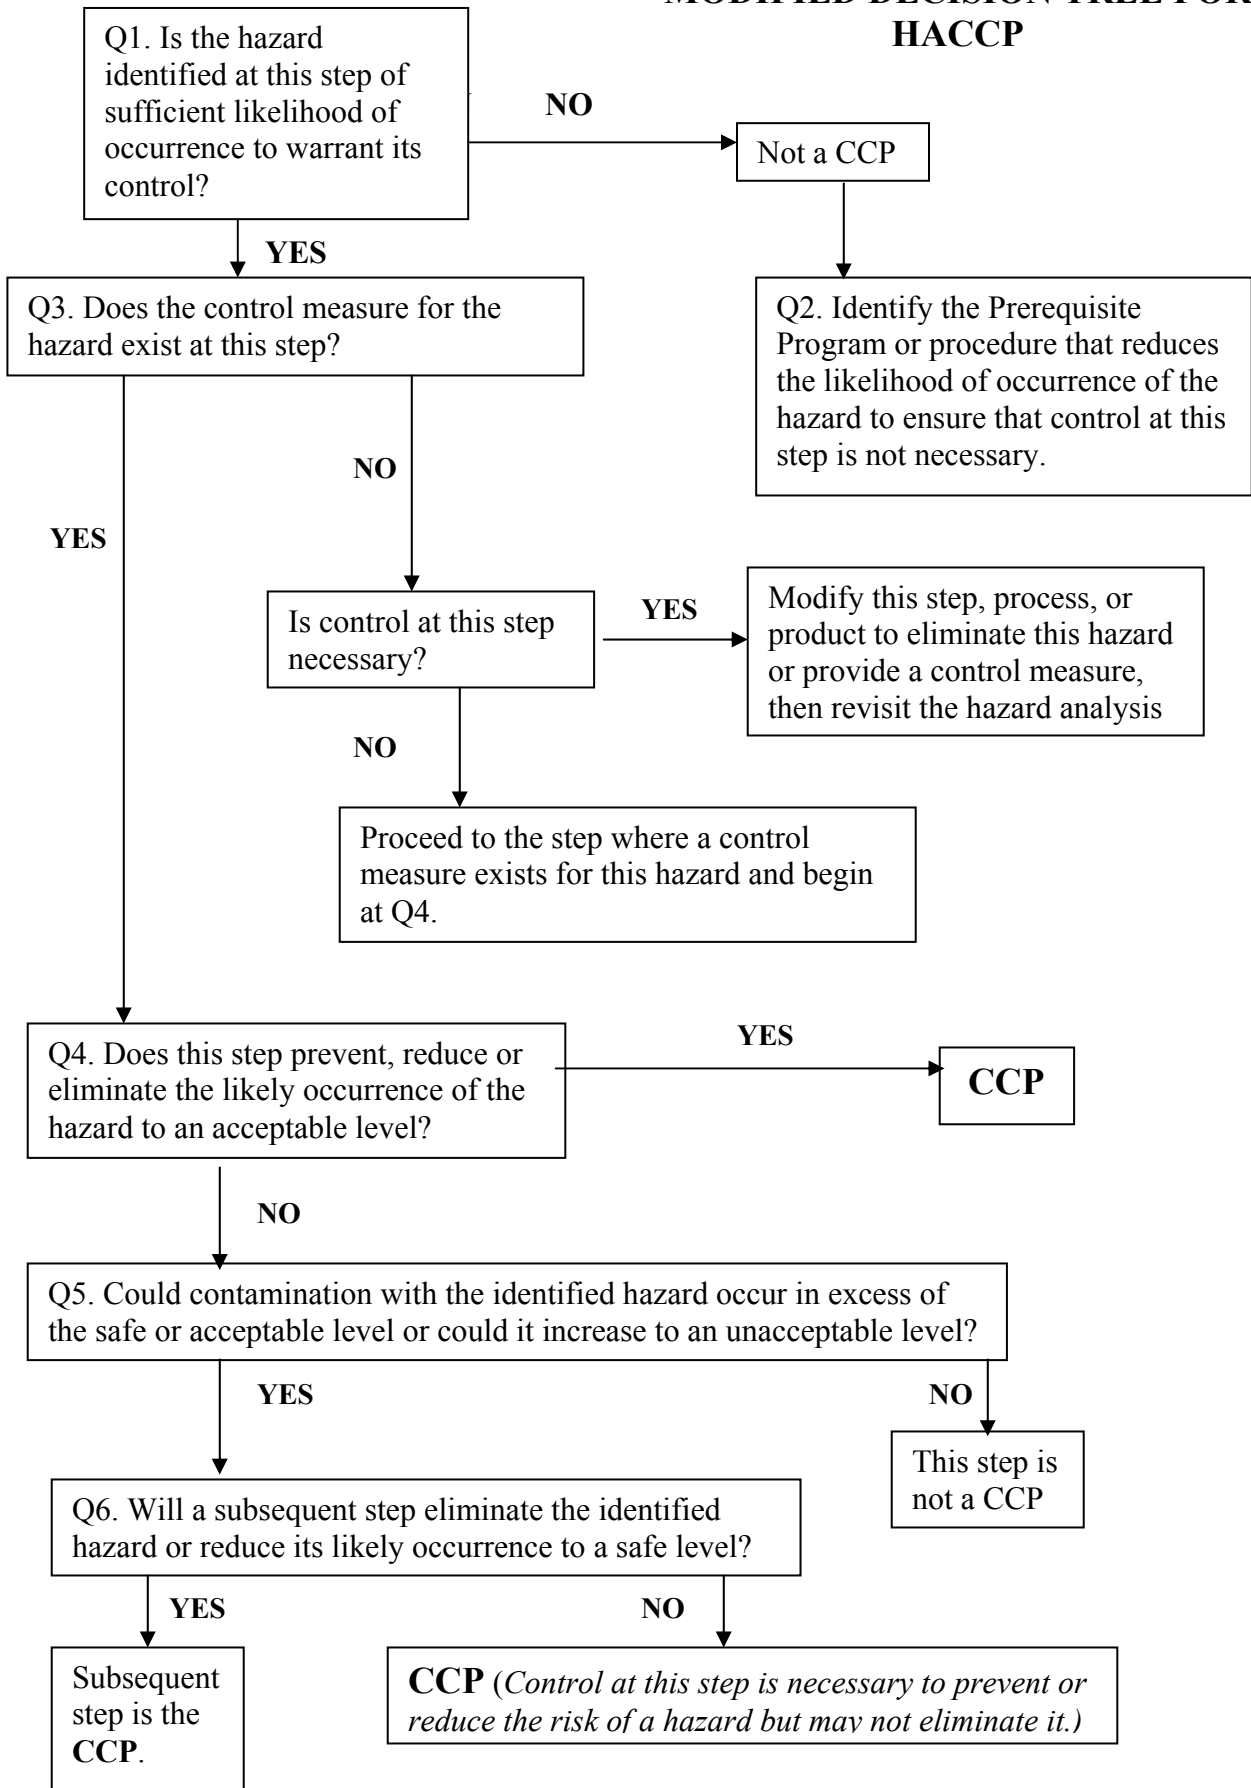 MODIFIED DECISION TREE FOR
HACCP
Q1. Is the hazard
identified at this step of
sufficient likelihood of
occurrence to warrant its
control?
NO
Not a CCP
YES
Q3. Does the control measure for the
hazard exist at this step?
Q2. Identify the Prerequisite
Program or procedure that reduces
the likelihood of occurrence of the
hazard to ensure that control at this
step is not necessary.
NO
YES
Is control at this step
necessary?
YES
Modify this step, process, or
product to eliminate this hazard
or provide a control measure,
then revisit the hazard analysis
NO
Proceed to the step where a control
measure exists for this hazard and begin
at Q4.
Q4. Does this step prevent, reduce or
eliminate the likely occurrence of the
hazard to an acceptable level?
YES
CCP
NO
Q5. Could contamination with the identified hazard occur in excess of
the safe or acceptable level or could it increase to an unacceptable level?
YES
NO
This step is
not a CCP
Q6. Will a subsequent step eliminate the identified
hazard or reduce its likely occurrence to a safe level?
YES
NO
Subsequent
step is the
CCP.
CCP (Control at this step is necessary to prevent or
reduce the risk of a hazard but may not eliminate it.)